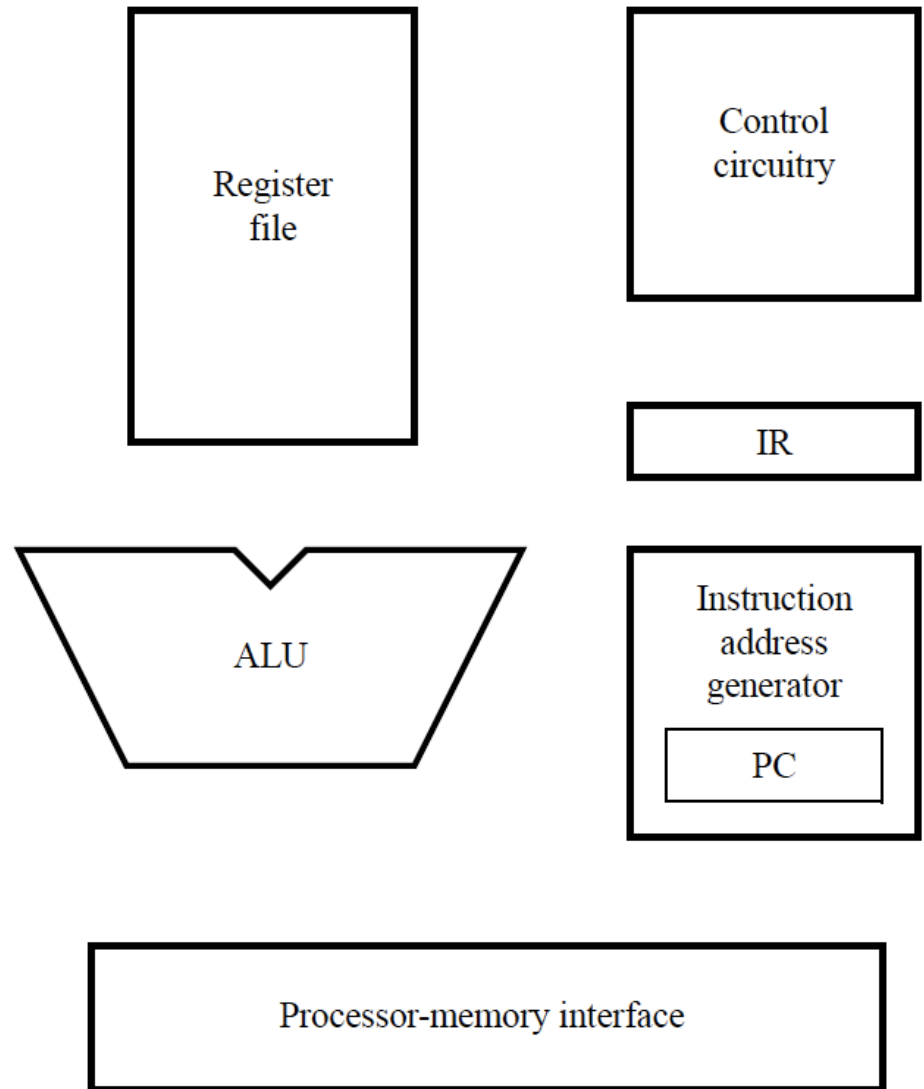 Register
file
Control
circuitry
IR
ALU
Instruction
address
generator
PC
Processor-memory interface